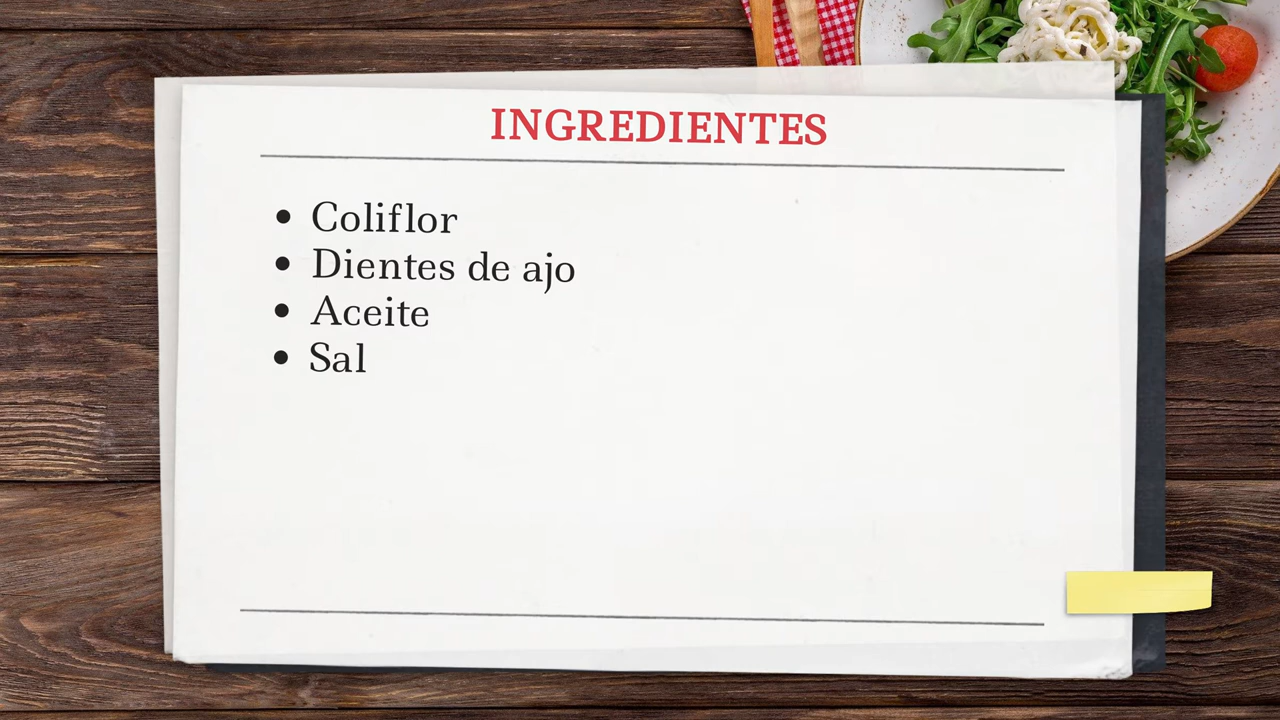 INGREDIENTES
• Coliflor
• Dientes de ajo
• Aceite
• Sal